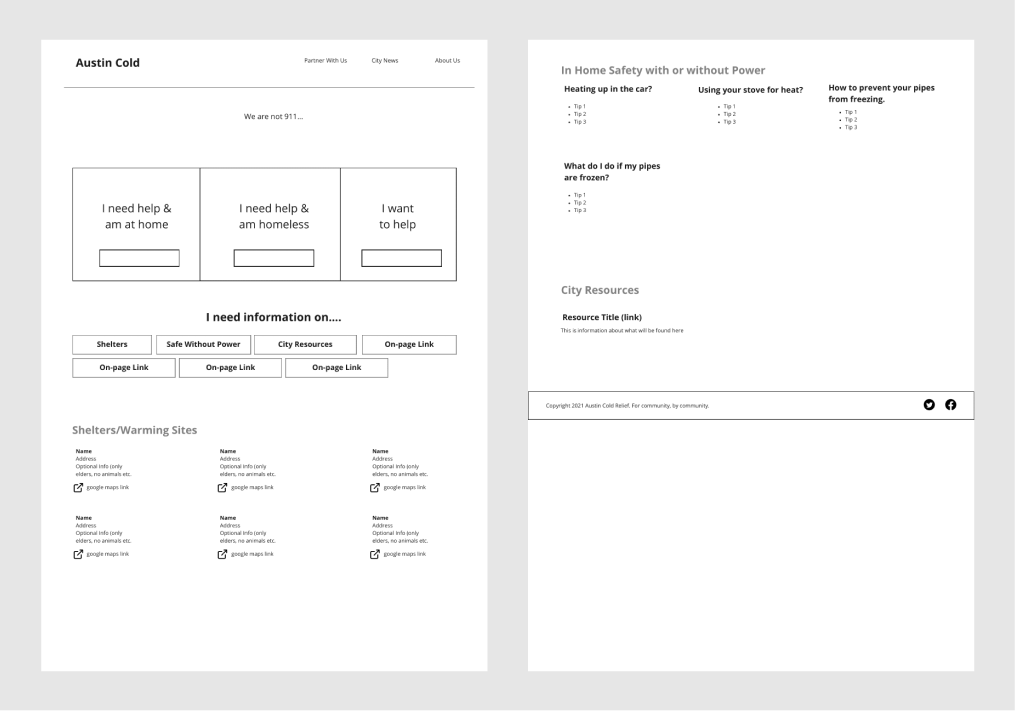 Austin Cold
Partner With Us
City News
About Us
We are not 911...
I need help &
am at home
I need help &
am homeless
I want
to help
I need information on....
Shelters
Safe Without Power
City Resources
On-page Link
On-page Link
On-page Link
On-page Link
Shelters/Warming Sites
Name
Address
Optional Info (only
elders, no animals etc.
google maps link
Name
Address
Optional Info (only
elders, no animals etc.
google maps link
Name
Address
Optional Info (only
elders, no animals etc.
google maps link
Name
Address
Optional Info (only
elders, no animals etc.
google maps link
Name
Address
Optional Info (only
elders, no animals etc.
google maps link
Name
Address
Optional Info (only
elders, no animals etc.
google maps link
In Home Safety with or without Power
Heating up in the car?
• Tip 1
• Tip 2
• Tip 3
Using your stove for heat?
• Tip 1
• Tip 2
• Tip 3
How to prevent your pipes
from freezing.
• Tip 1
• Tip 2
• Tip 3
What do I do if my pipes
are frozen?
• Tip 1
• Tip 2
• Tip 3
City Resources
Resource Title (link)
This is information about what will be found here
Copyright 2021 Austin Cold Relief. For community, by community.